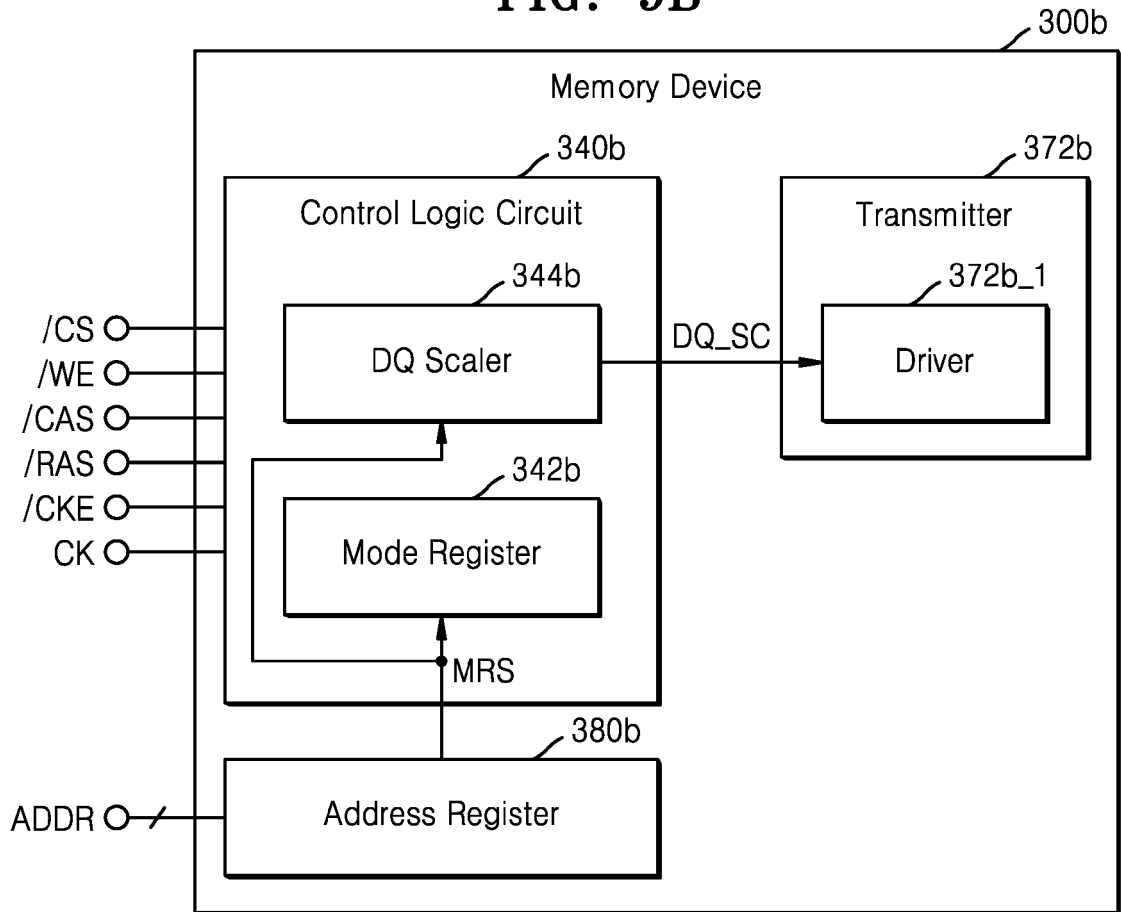 300b
Memory Device
340b
372b
Control Logic Circuit
Transmitter
344b
372b_1
/CS
DQ Scaler
DQ_SC
Driver
/WE
/CAS
/RAS
342b
/CKE
Mode Register
CK
MRS
380b
ADDR
Address Register